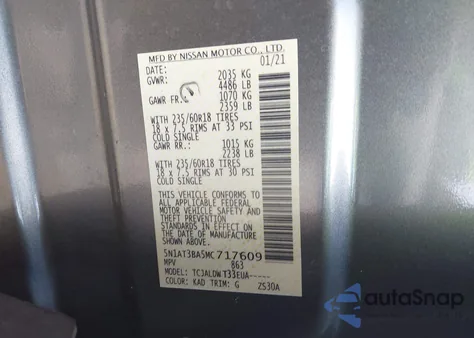 MFD BY NISSAN MOTOR CO., LTD.
DATE: 01/21
GVWR: 2035 KG
4486 LB
GAWR FR.: 1070 KG
2359 LB
WITH 235/60R18 TIRES
18 x 7.5 RIMS AT 33 PSI
COLD SINGLE
GAWR RR.: 1015 KG
2238 LB
WITH 235/60R18 TIRES
18 x 7.5 RIMS AT 30 PSI
COLD SINGLE
THIS VEHICLE CONFORMS TO
ALL APPLICABLE FEDERAL
MOTOR VEHICLE SAFETY AND
THEFT PREVENTION
STANDARDS IN EFFECT ON
THE DATE OF MANUFACTURE
SHOWN ABOVE.
5N1AT3BA5MC717609
MPV 863
MODEL: TCJALDWT33EUA-----
COLOR: KAD TRIM: G ZS30A
autoSnap